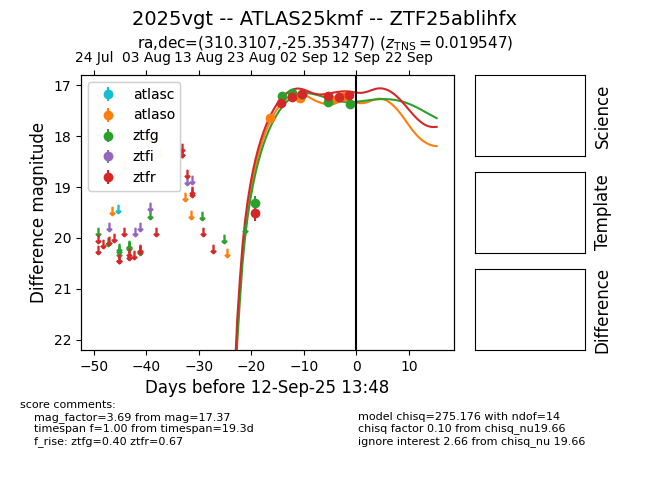 2025vgt -- ATLAS25kmf -- ZTF25ablihfx
ra,dec=(310.3107,-25.353477) (z_TNS = 0.019547)
24 Jul 03 Aug 13 Aug 23 Aug 02 Sep 12 Sep 22 Sep
17
18
19
20
21
22
Difference magnitude
atlasc
atlaso
ztfg
ztfi
ztfr
−50 −40 −30 −20 −10 0 10
Days before 12-Sep-25 13:48
Science
Template
Difference
score comments:
mag_factor=3.69 from mag=17.37
timespan f=1.00 from timespan=19.3d
f_rise: ztfg=0.40 ztfr=0.67
model chisq=275.176 with ndof=14
chisq factor 0.10 from chisq_nu19.66
ignore interest 2.66 from chisq_nu 19.66